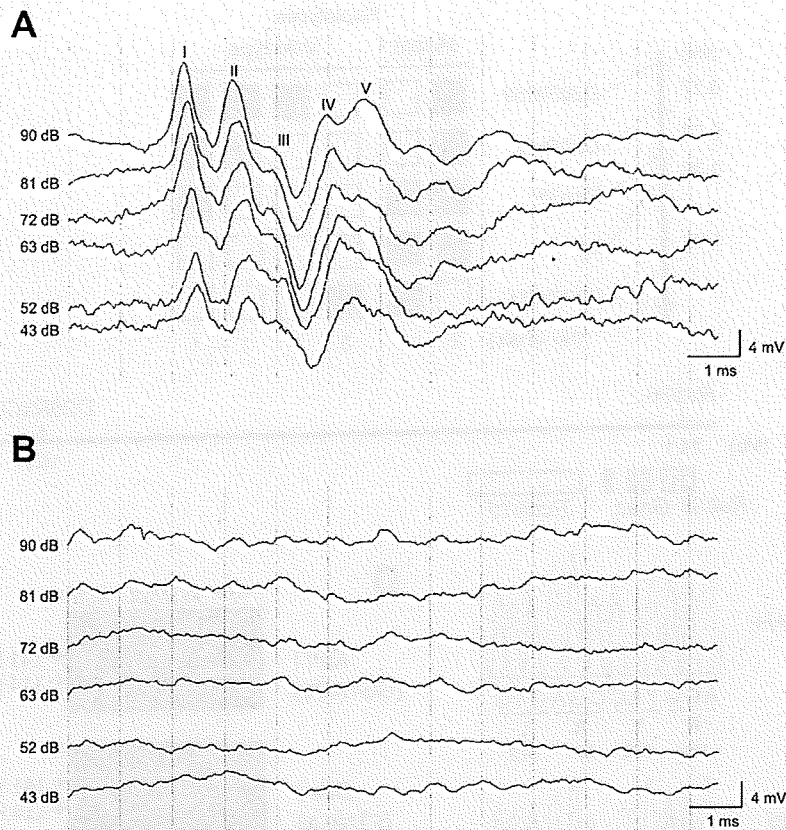 A
I
II
III
IV
V
90 dB
81 dB
72 dB
63 dB
52 dB
43 dB
4 mV
1 ms
B
90 dB
81 dB
72 dB
63 dB
52 dB
43 dB
4 mV
1 ms